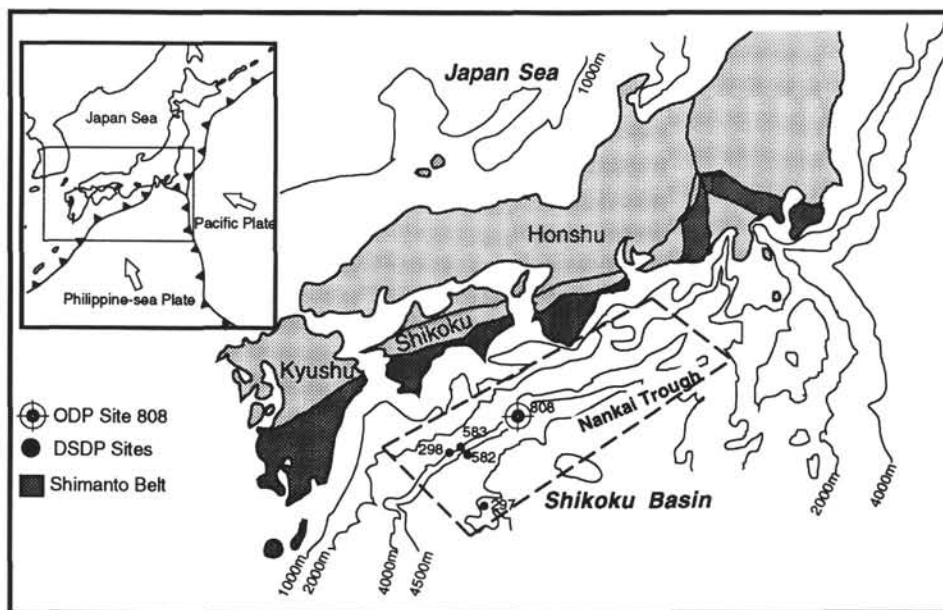 Japan Sea
Pacific Plate
Philippine-sea Plate
Japan Sea
1000m
Honshu
Shikoku
Kyushu
ODP Site 808
DSDP Sites
Shimanto Belt
808
583
298
582
297
Nankai Trough
Shikoku Basin
1000m
2000m
4000m
4500m
2000m
4000m